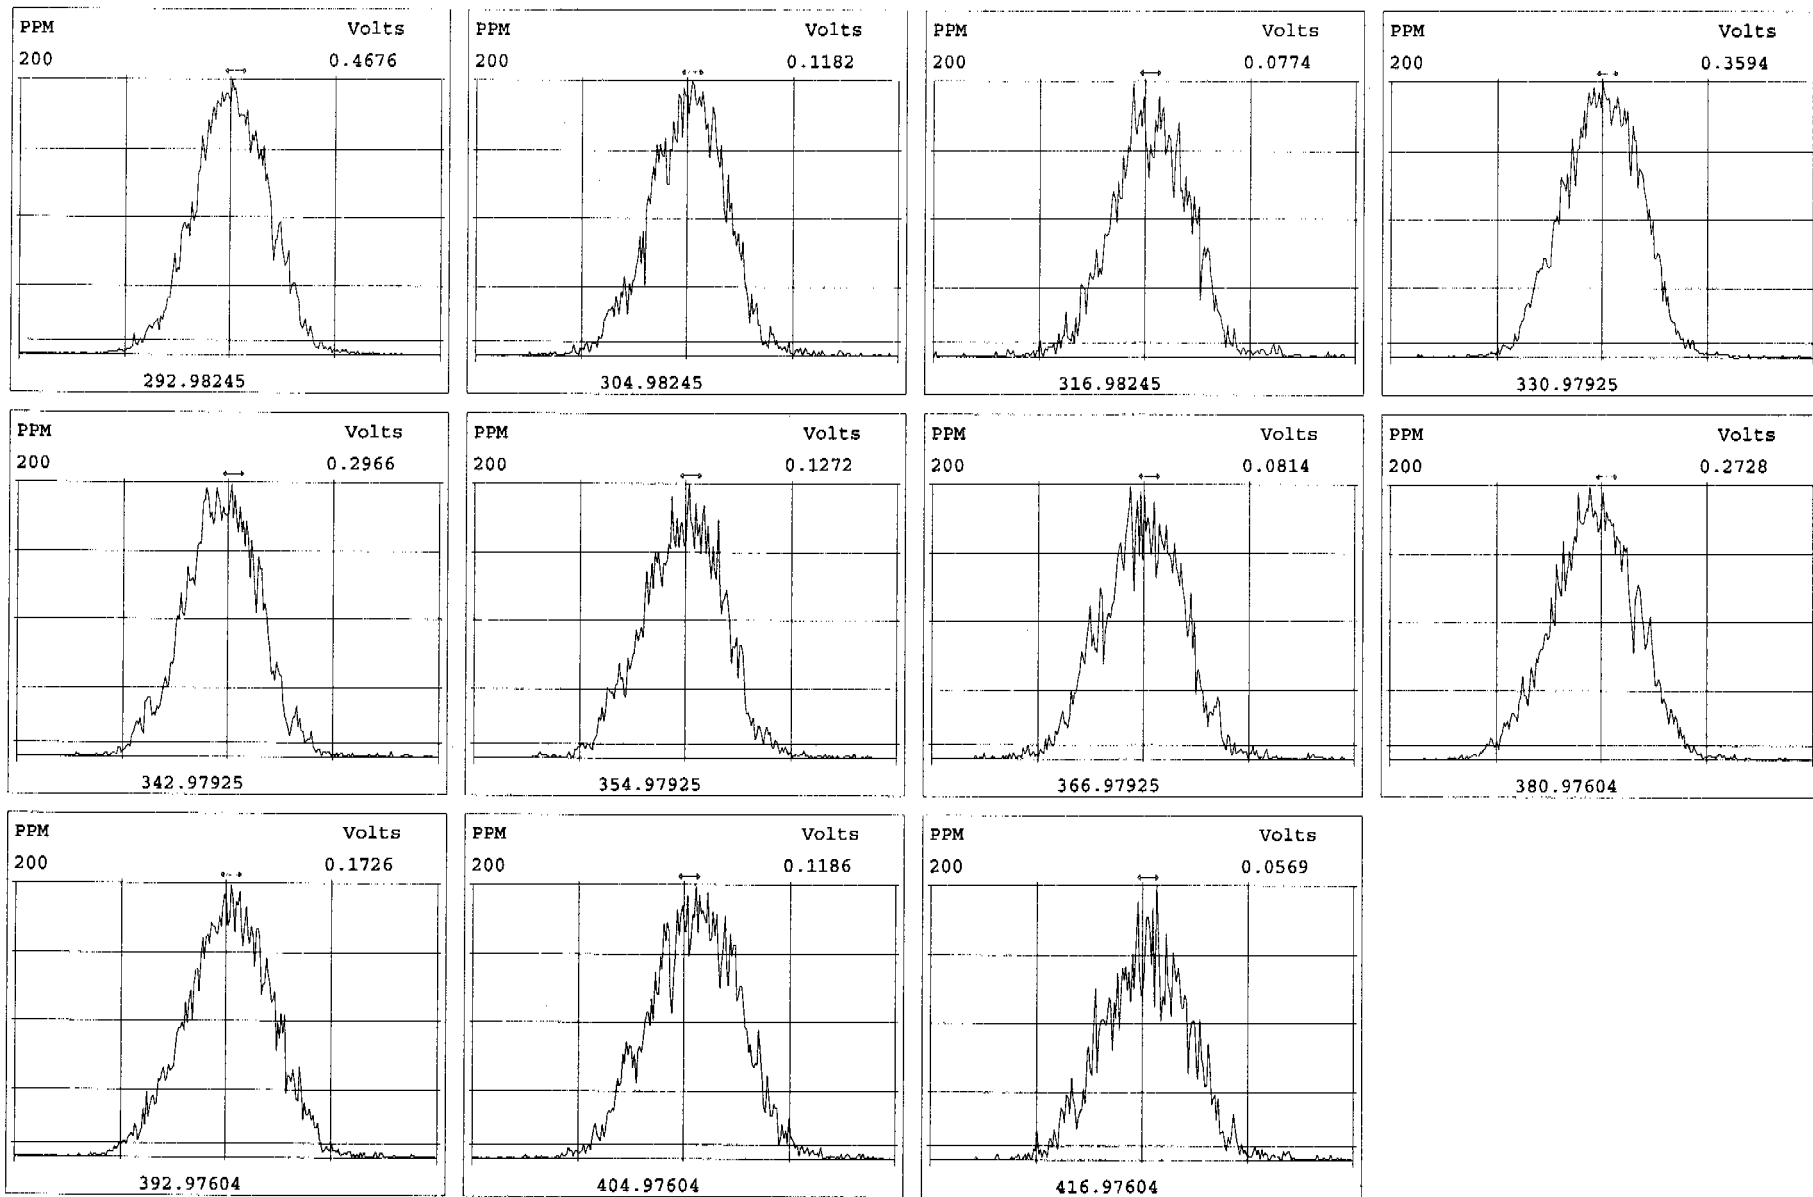 PPM Volts
200 0.4676
292.98245
PPM Volts
200 0.1182
304.98245
PPM Volts
200 0.0774
316.98245
PPM Volts
200 0.3594
330.97925
PPM Volts
200 0.2966
342.97925
PPM Volts
200 0.1272
354.97925
PPM Volts
200 0.0814
366.97925
PPM Volts
200 0.2728
380.97604
PPM Volts
200 0.1726
392.97604
PPM Volts
200 0.1186
404.97604
PPM Volts
200 0.0569
416.97604